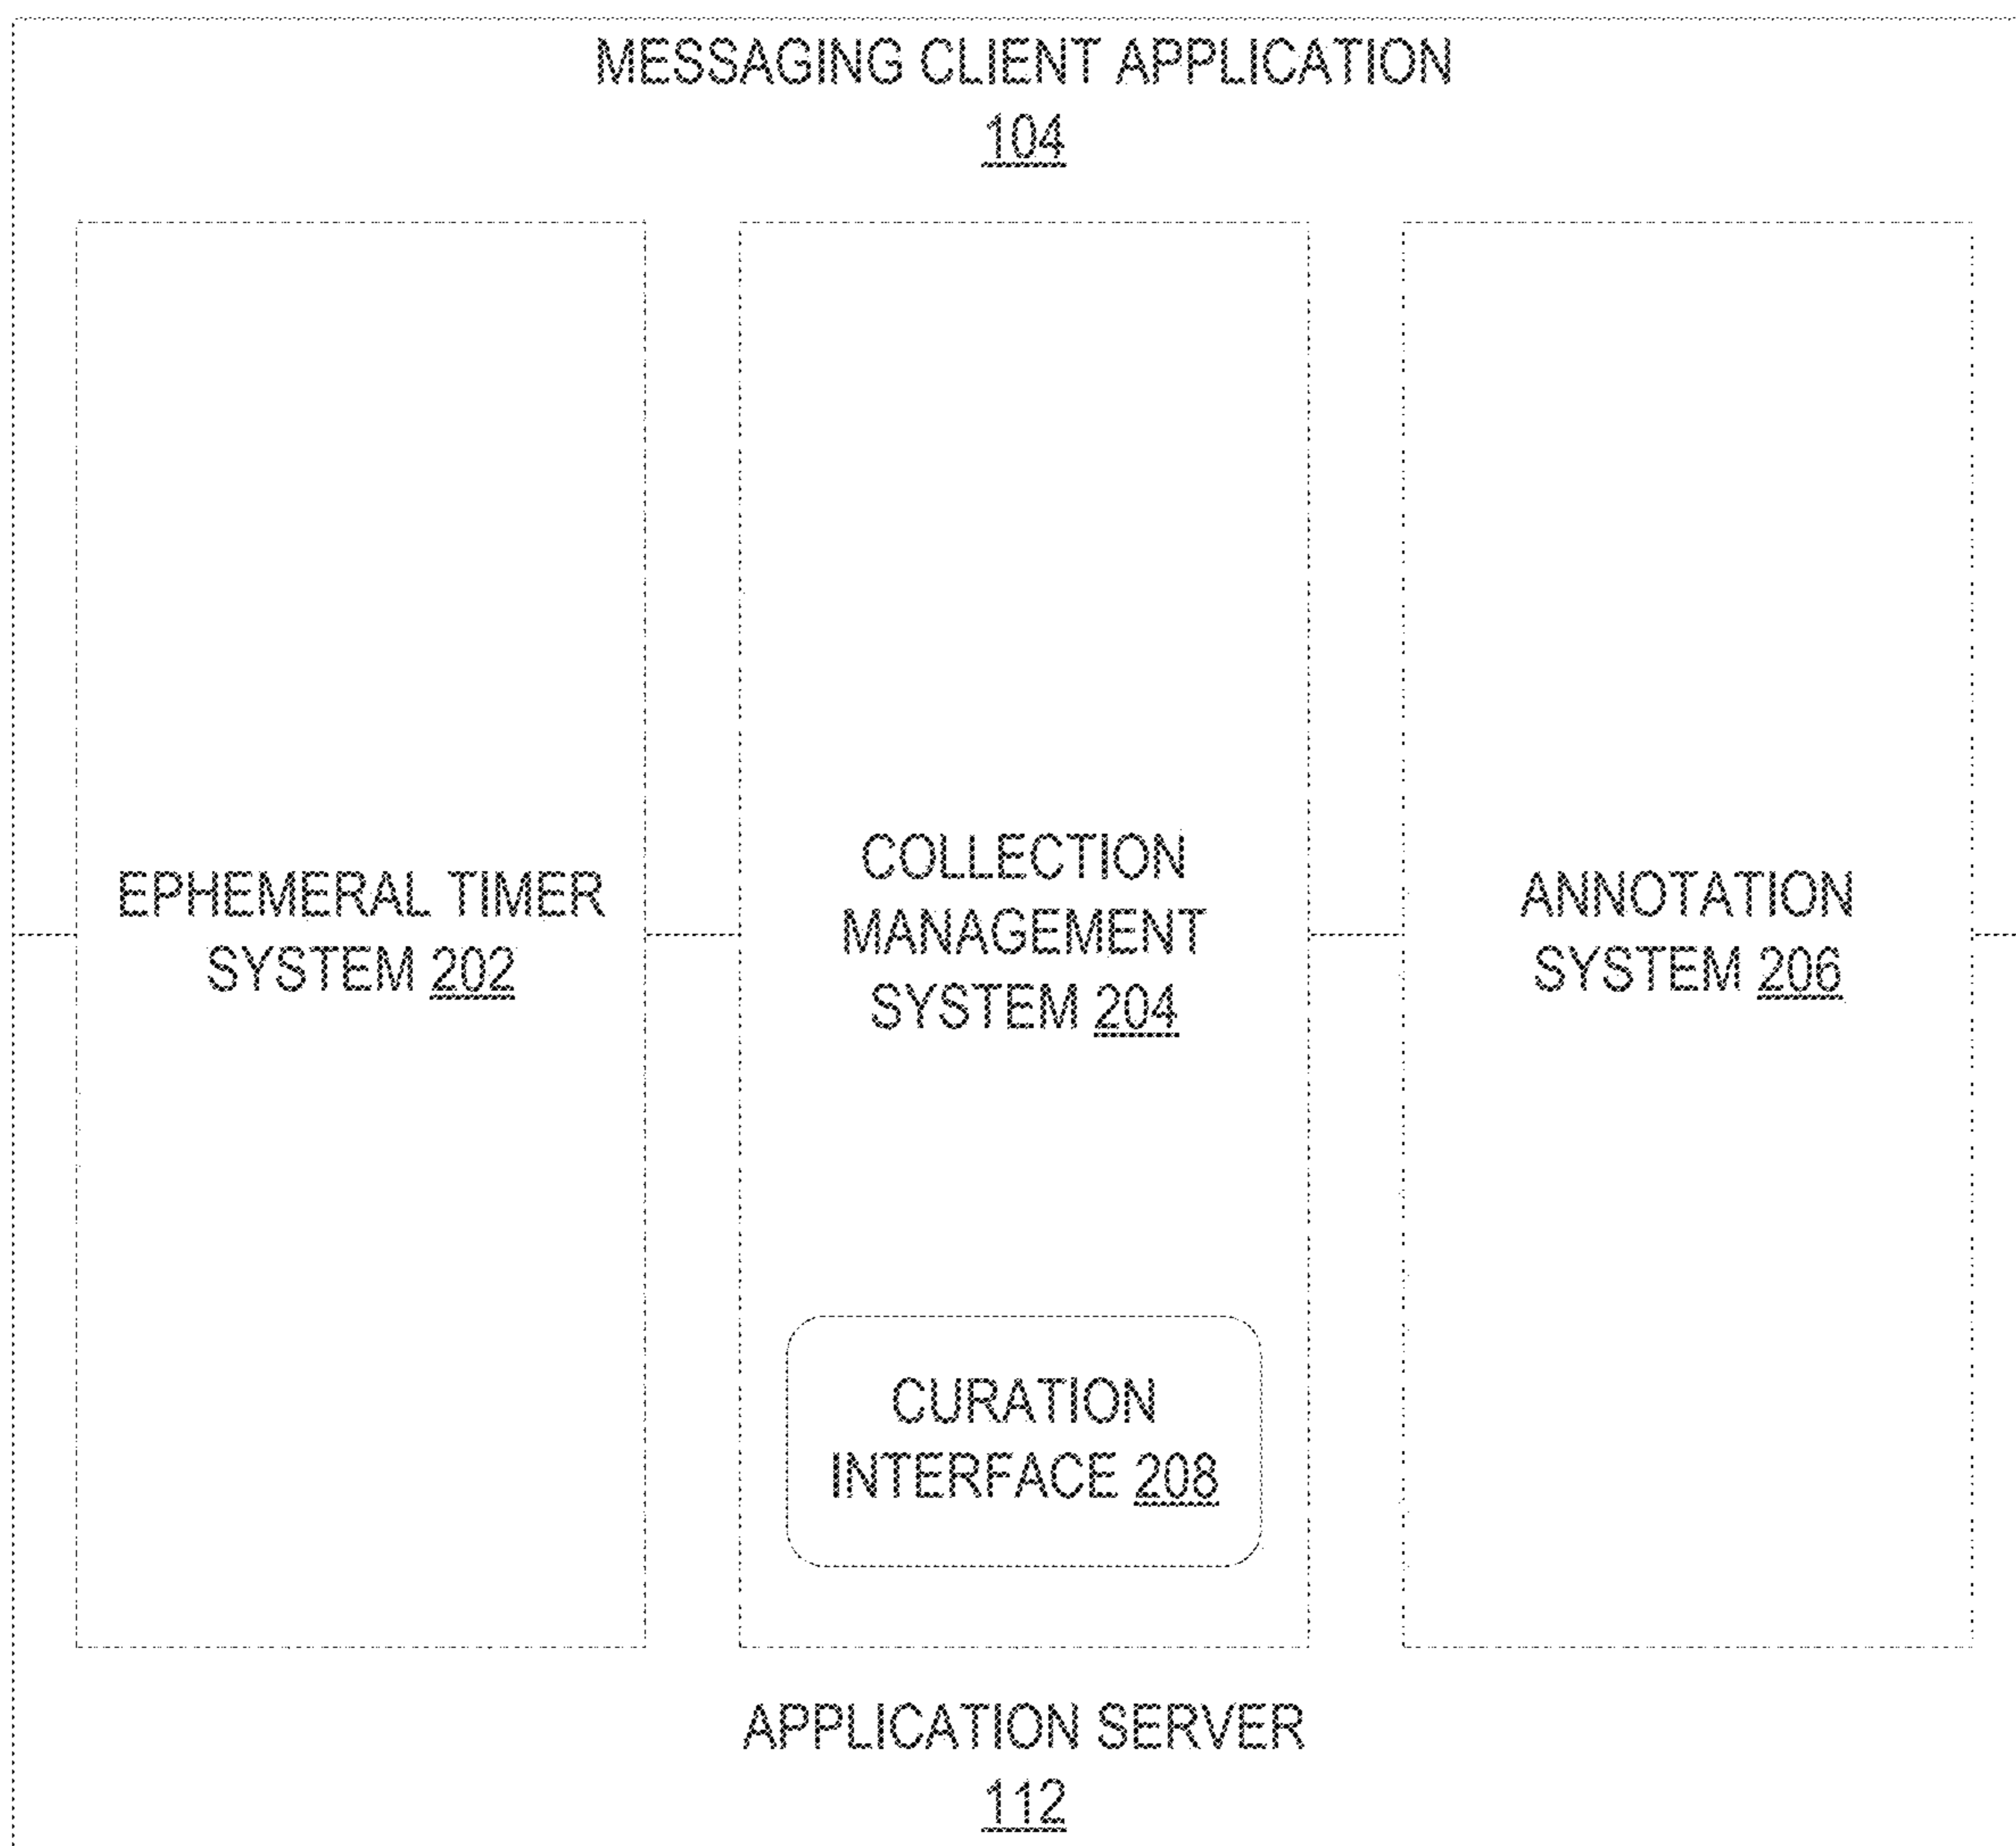 MESSAGING CLIENT APPLICATION
104
EPHEMERAL TIMER
SYSTEM 202
COLLECTION
MANAGEMENT
SYSTEM 204
ANNOTATION
SYSTEM 206
CURATION
INTERFACE 208
APPLICATION SERVER
112